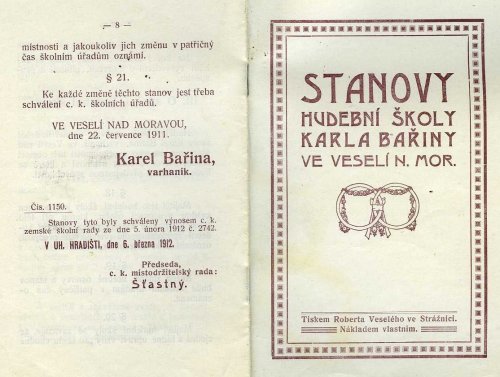 — 8 —
místnosti a jakoukoliv jich změnu v patřičný
čas školním úřadům oznámí.
§ 21.
Ke každé změně těchto stanov jest třeba
schválení c. k. školních úřadů.
VE VESELÍ NAD MORAVOU,
dne 22. července 1911.
Karel Bařina,
varhaník.
Čís. 1150.
Stanovy tyto byly schváleny výnosem c. k.
zemské školní rady ze dne 5. února 1912 č. 2742.
V UH. HRADIŠTI, dne 6. března 1912.
Předseda,
c. k. místodržitelský rada:
Šťastný.
STANOVY
HUDEBNÍ ŠKOLY
KARLA BAŘINY
VE VESELÍ N. MOR.
Tiskem Roberta Veselého ve Strážnici.
Nákladem vlastním.